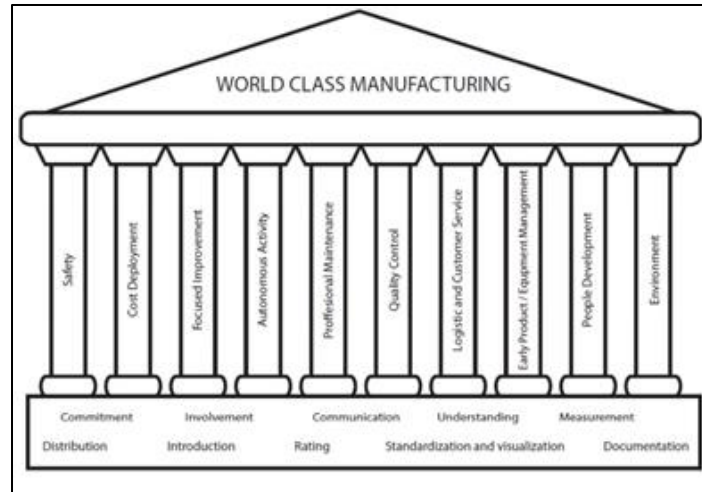 WORLD CLASS MANUFACTURING
Safety
Cost Deployment
Focused Improvement
Autonomous Activity
Proffesional Maintenance
Quality Control
Logistic and Customer Service
Early Product / Equpment Management
People Development
Environment
Commitment Involvement Communication Understanding Measurement
Distribution Introduction Rating Standardization and visualization Documentation